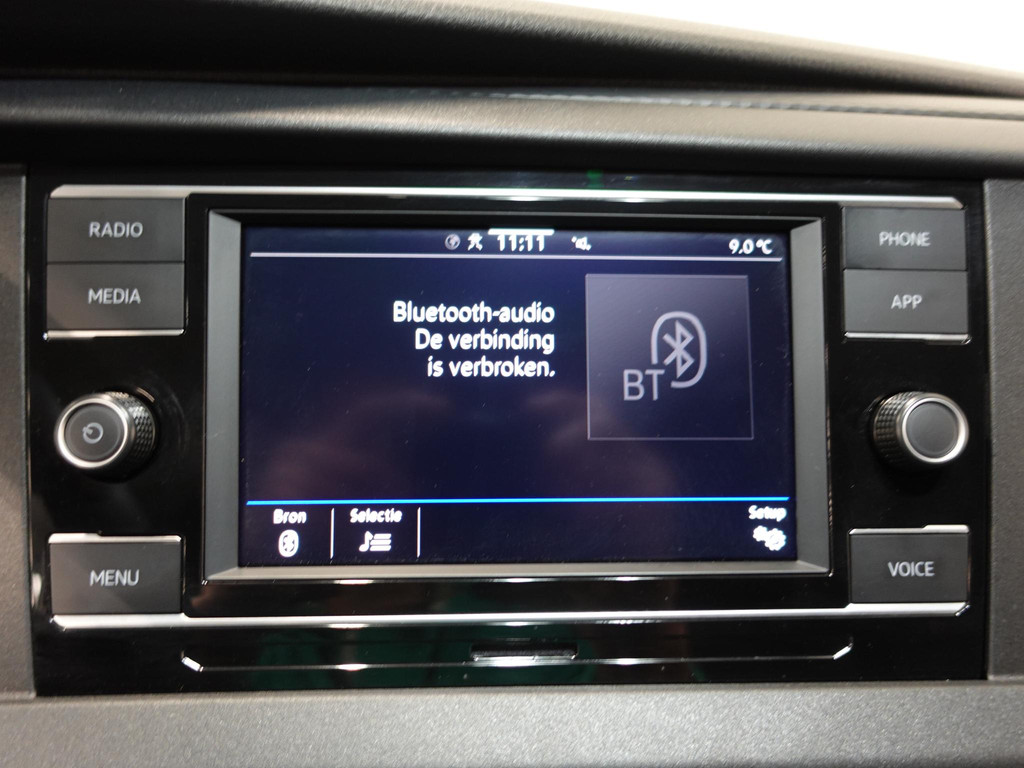 RADIO
MEDIA
MENU
11:11
9.0 °C
Bluetooth-audio
De verbinding
is verbroken.
BT
Bron
Selectie
Setup
PHONE
APP
VOICE